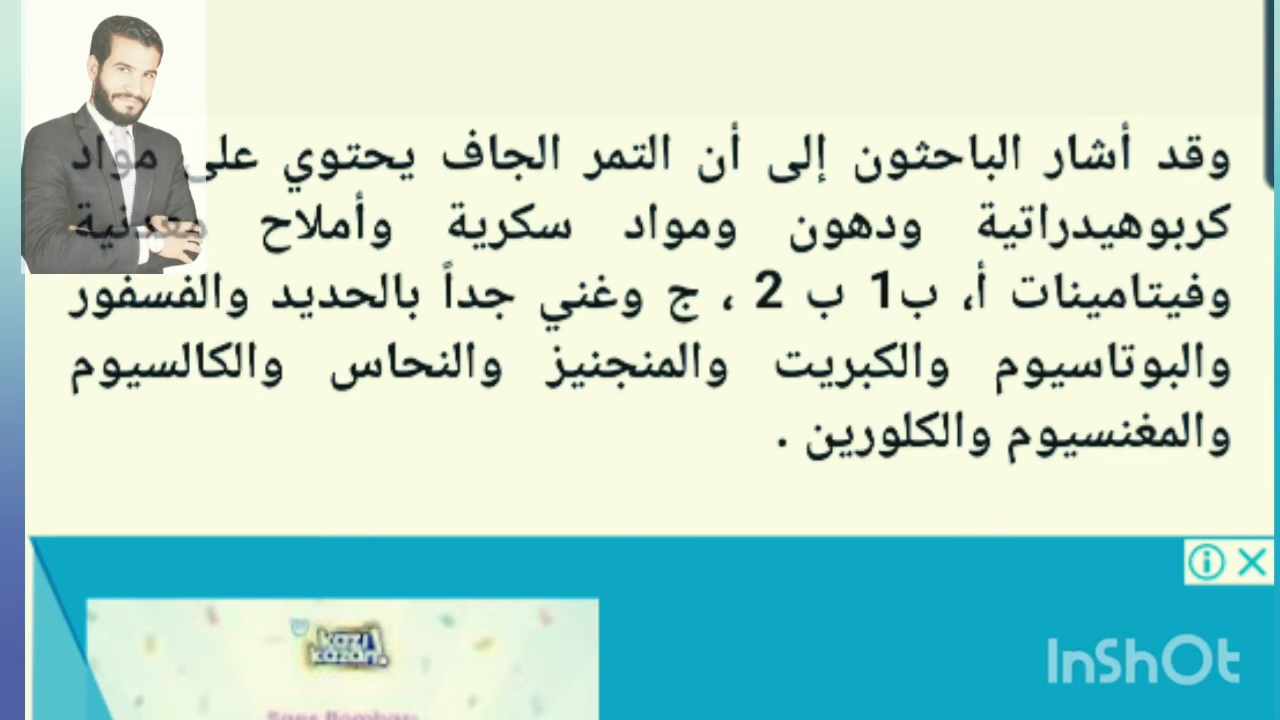 وقد أشار الباحثون إلى أن التمر الجاف يحتوي على مواد
كربوهيدراتية ودهون ومواد سكرية وأملاح معدنية
وفيتامينات أ، ب1 ب 2 ، ج وغني جداً بالحديد والفسفور
والبوتاسيوم والكبريت والمنجنيز والنحاس والكالسيوم
والمغنسيوم والكلورين .
kazı
kazan!
InShOt